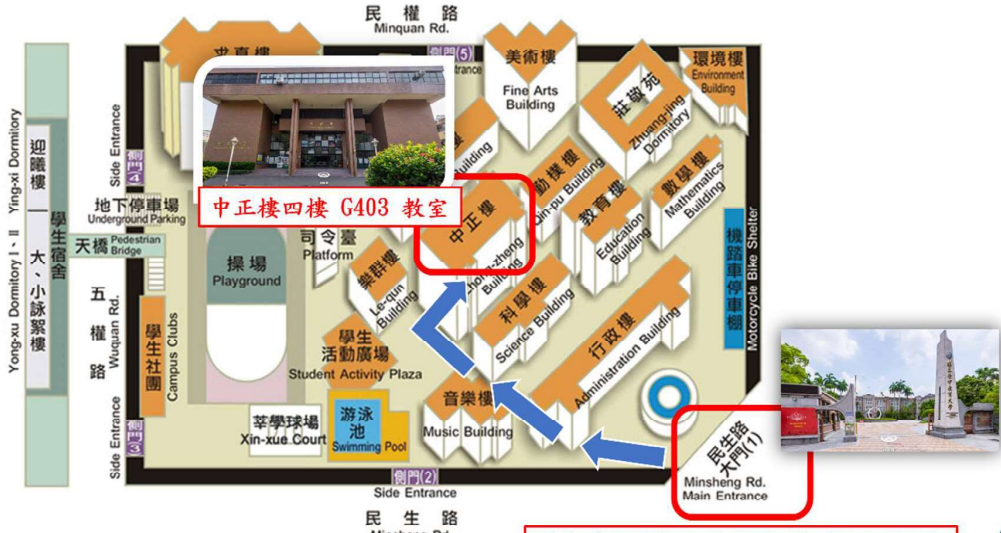 民權路
Minquan Rd.
側門(5)
美術樓
Fine Arts
Building
環境樓
Environment
Building
莊敬苑
Zhuang-jing
Dormitory
數學樓
Mathematics
Building
Side Entrance
側門(4)
迎曦樓
Ying-xi Dormitory
大、小詠絮樓
Yong-xu Dormitory I、II
學生宿舍
地下停車場
Underground Parking
天橋 Pedestrian
Bridge
五權路
Wuquan Rd.
學生社團
Campus Clubs
Side Entrance
側門(3)
中正樓四樓 G403 教室
司令臺
Platform
操場
Playground
樂群樓
Le-qun
Building
中正樓
Building
Building
教育樓
Education
Building
科學樓
Science Building
行政樓
Administration Building
機踏車停車棚
Motorcycle Bike Shelter
學生
活動廣場
Student Activity Plaza
音樂樓
Music Building
莘學球場
Xin-xue Court
游泳
池
Swimming Pool
民生路
大門(1)
Minsheng Rd.
Main Entrance
側門(2)
Side Entrance
民生路